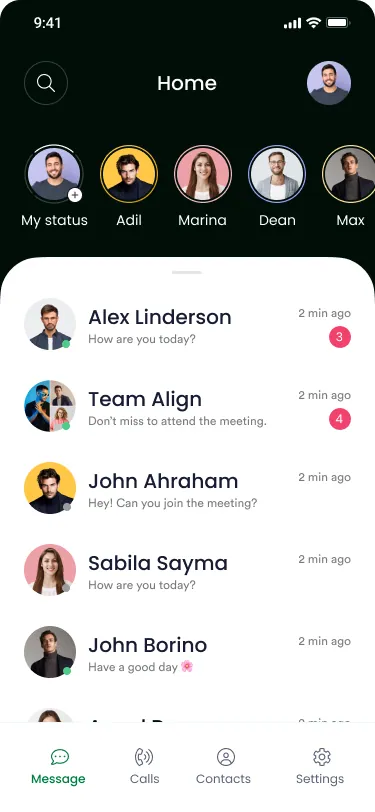 9:41
Home
My status
Adil
Marina
Dean
Max
Alex Linderson
2 min ago
How are you today?
3
Team Align
2 min ago
Don’t miss to attend the meeting.
4
John Ahraham
2 min ago
Hey! Can you join the meeting?
Sabila Sayma
2 min ago
How are you today?
John Borino
2 min ago
Have a good day 🌸
2 min ago
Message
Calls
Contacts
Settings